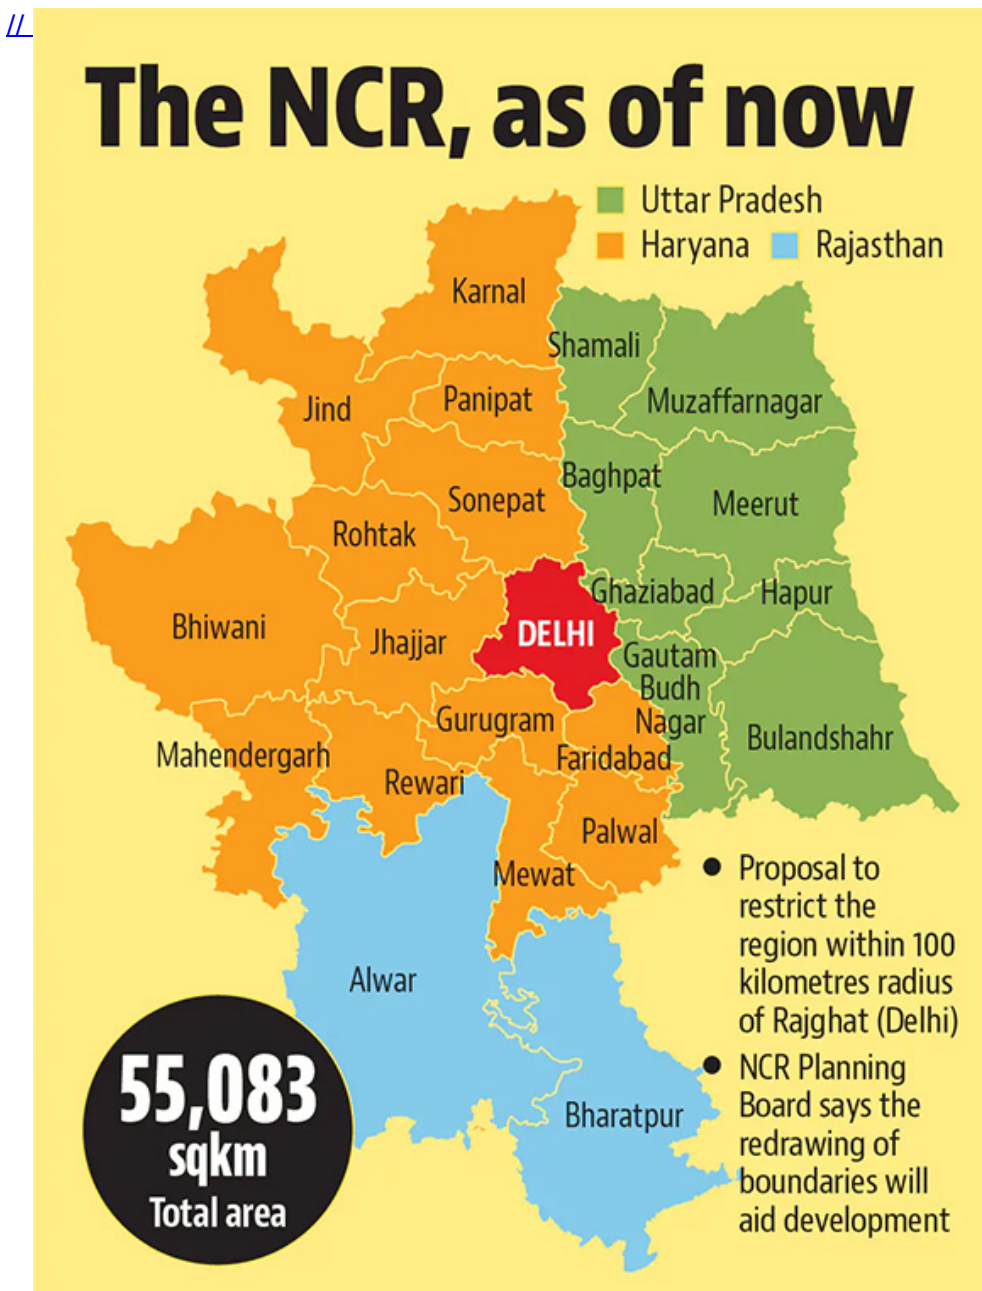 //
The NCR, as of now
Uttar Pradesh
Haryana
Rajasthan
Karnal
Shamali
Jind
Panipat
Muzaffarnagar
Baghpat
Sonepat
Meerut
Rohtak
Ghaziabad
Hapur
Bhiwani
Jhajjar
DELHI
Gautam
Budh
Nagar
Gurugram
Bulandshahr
Mahendergarh
Faridabad
Rewari
Palwal
Mewat
Alwar
Bharatpur
55,083
sqkm
Total area
● Proposal to
restrict the
region within 100
kilometres radius
of Rajghat (Delhi)
● NCR Planning
Board says the
redrawing of
boundaries will
aid development